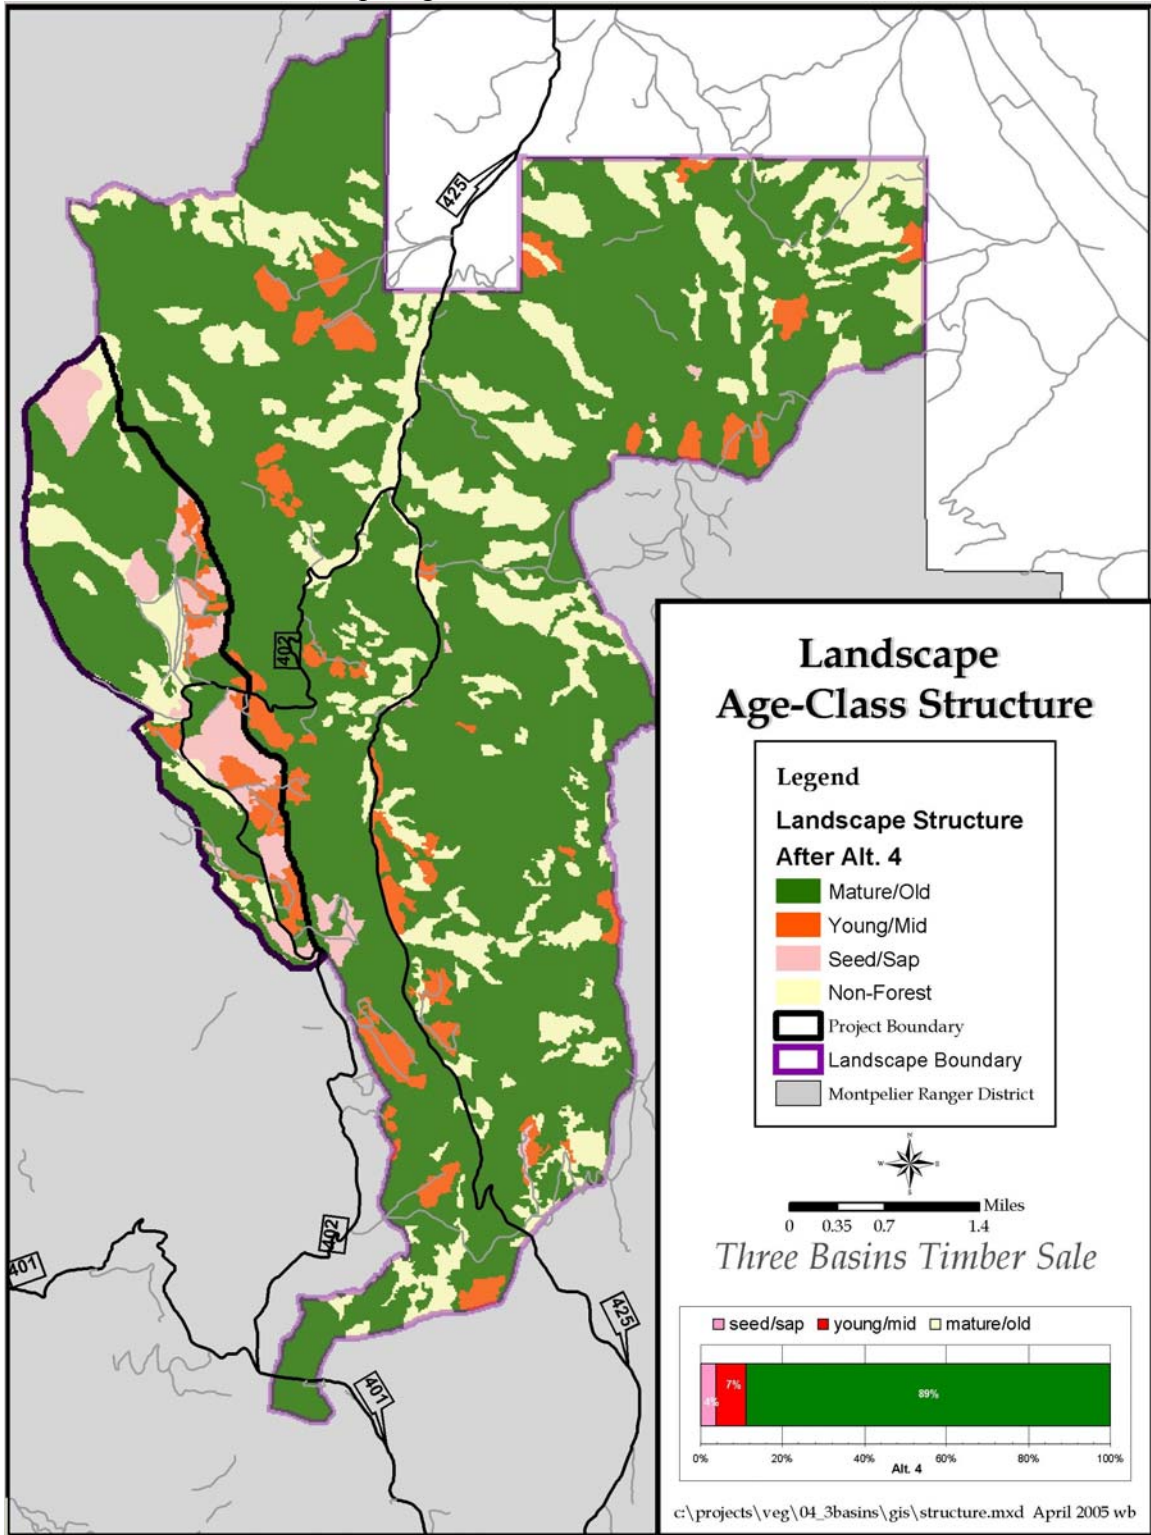 425
402
402
401
401
425
Landscape
Age-Class Structure
Legend
Landscape Structure
After Alt. 4
Mature/Old
Young/Mid
Seed/Sap
Non-Forest
Project Boundary
Landscape Boundary
Montpelier Ranger District
N
W E
S
Miles
0 0.35 0.7 1.4
Three Basins Timber Sale
seed/sap young/mid mature/old
4% 7% 89%
0% 20% 40% 60% 80% 100%
Alt. 4
c:\projects\veg\04_3basins\gis\structure.mxd April 2005 wb